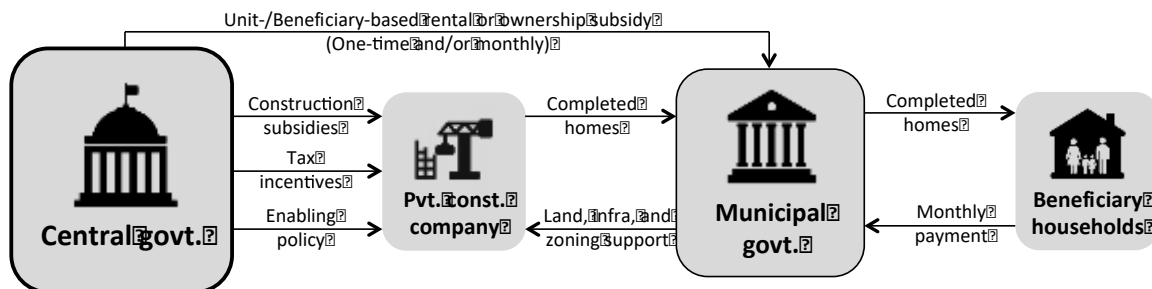 Unit-/Beneficiary-based rental or ownership subsidy
(One-time and/or monthly)
Construction
subsidies
Tax
incentives
Enabling
policy
Central govt.
Pvt. const.
company
Completed
homes
Land, infra, and
zoning support
Municipal
govt.
Completed
homes
Monthly
payment
Beneficiary
households